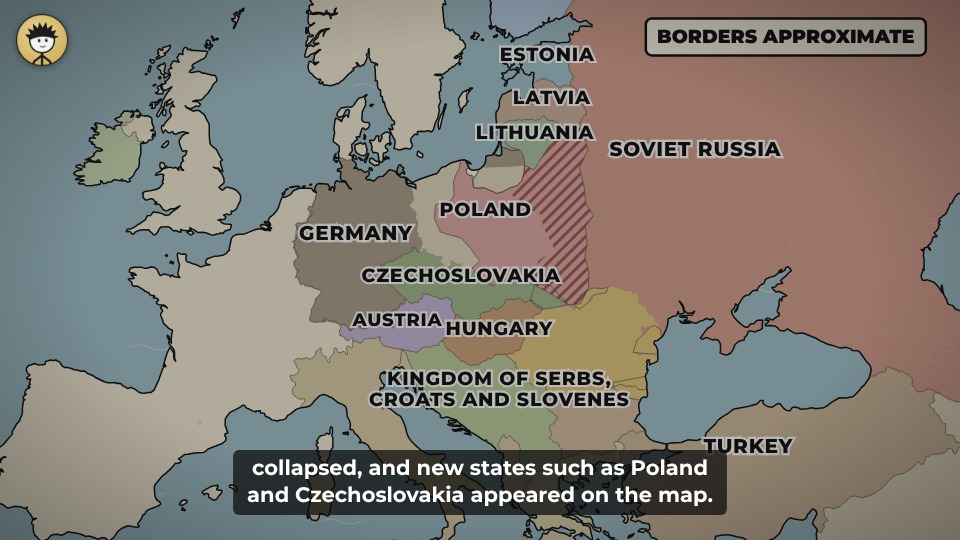 BORDERS APPROXIMATE
ESTONIA
LATVIA
LITHUANIA
SOVIET RUSSIA
POLAND
GERMANY
CZECHOSLOVAKIA
AUSTRIA
HUNGARY
KINGDOM OF SERBS,
CROATS AND SLOVENES
TURKEY
collapsed, and new states such as Poland
and Czechoslovakia appeared on the map.